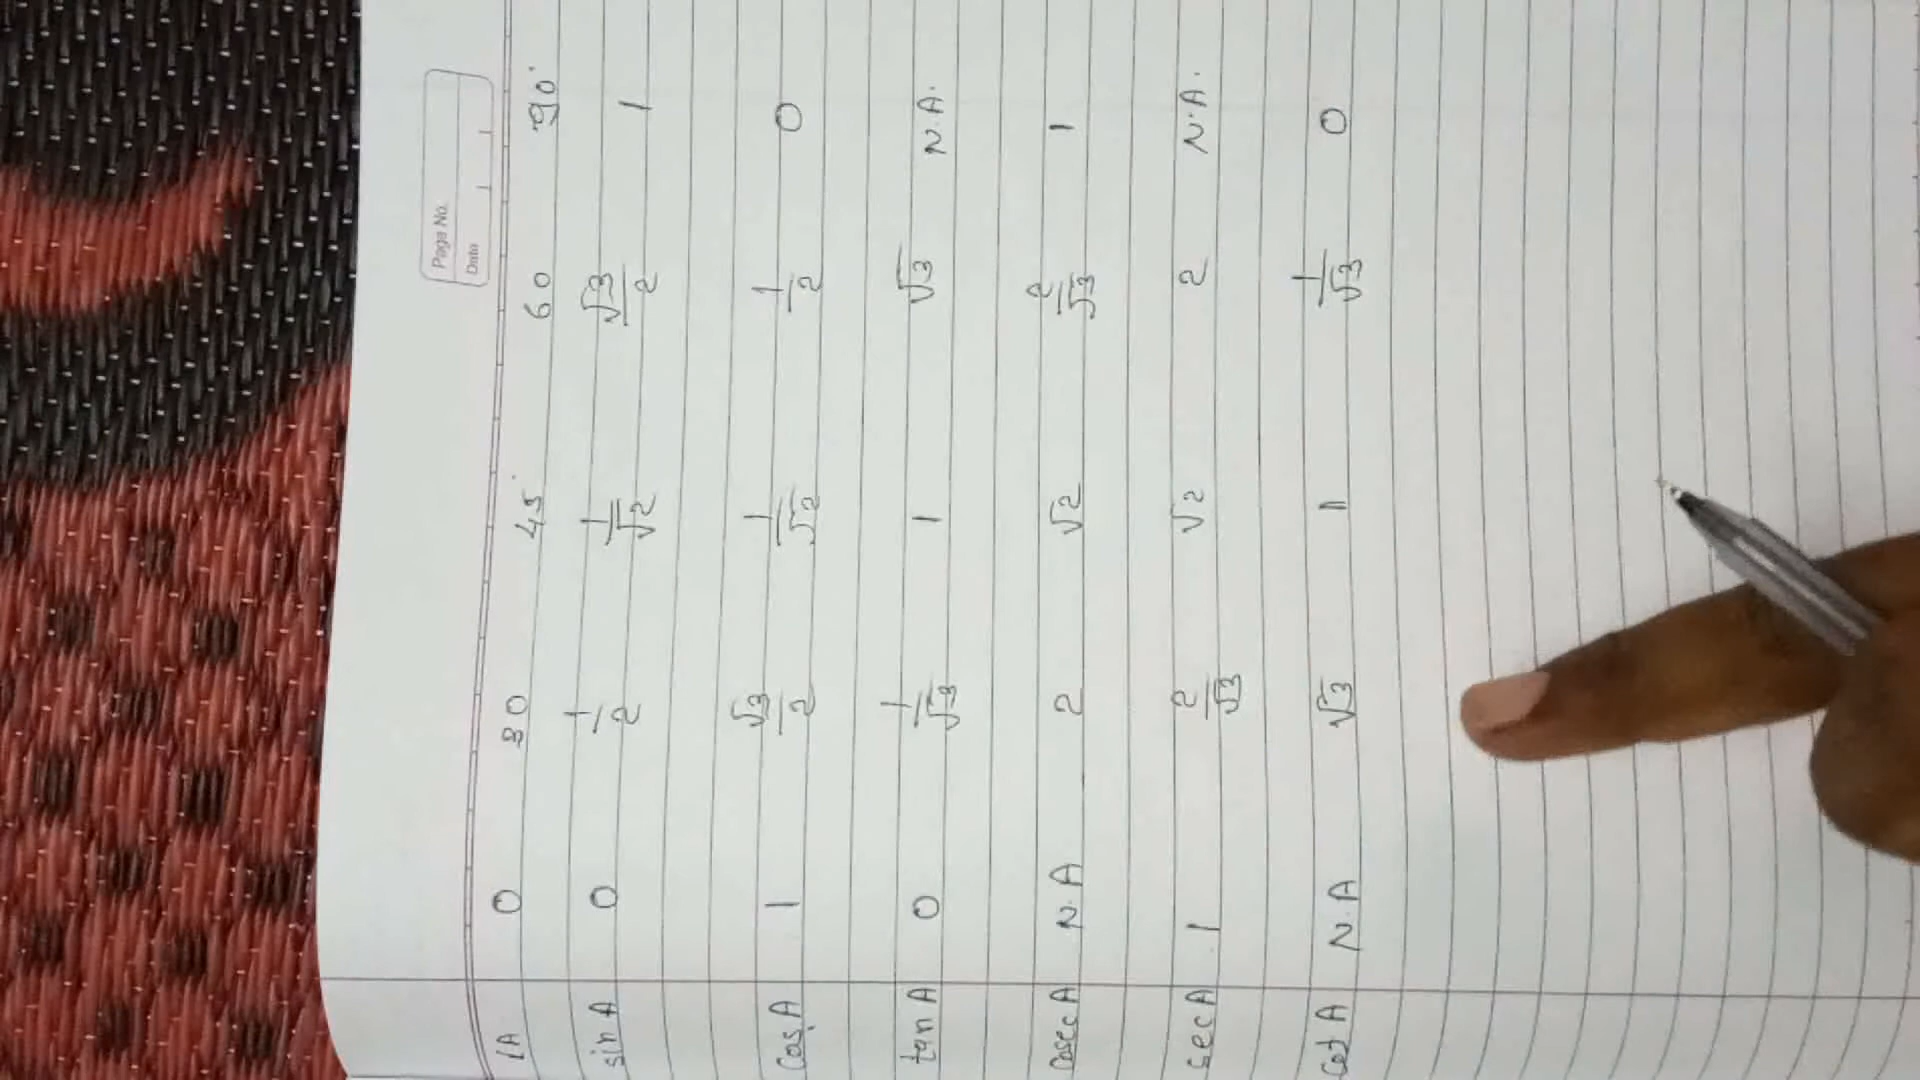 Page No.
Date
∠A 0 30 45° 60 90°
sin A 0 1/2 1/√2 √3/2 1
cos A 1 √3/2 1/√2 1/2 0
tan A 0 1/√3 1 √3 N.A.
cosec A N.A 2 √2 2/√3 1
sec A 1 2/√3 √2 2 N.A.
cot A N.A √3 1 1/√3 0